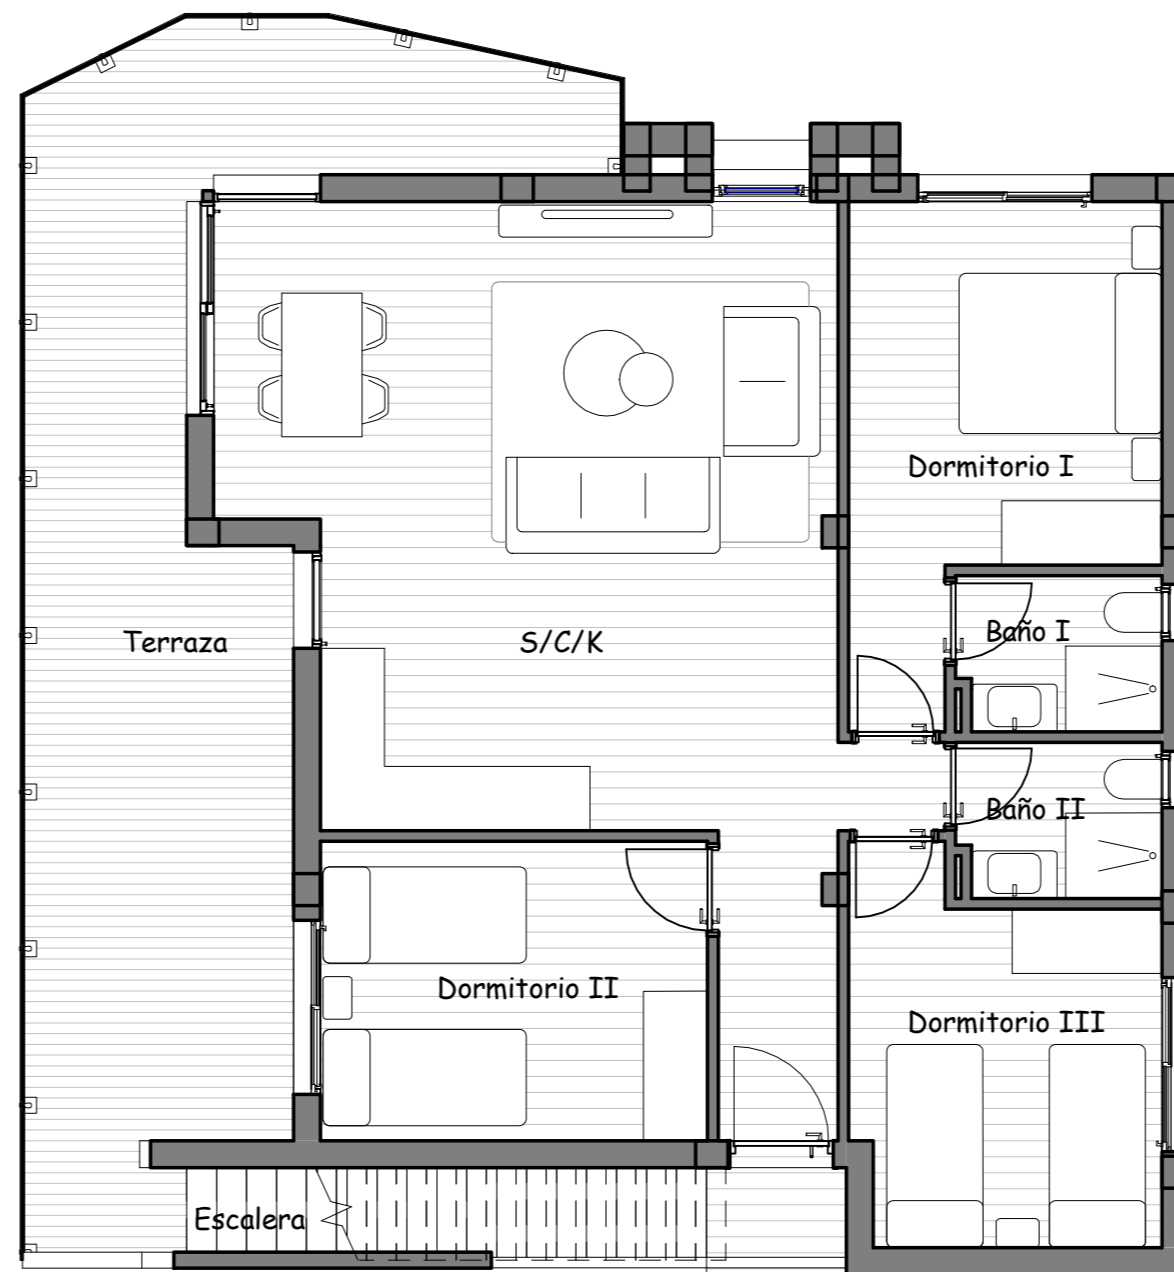 Dormitorio I
Baño I
Terraza
S/C/K
Baño II
Dormitorio II
Dormitorio III
Escalera